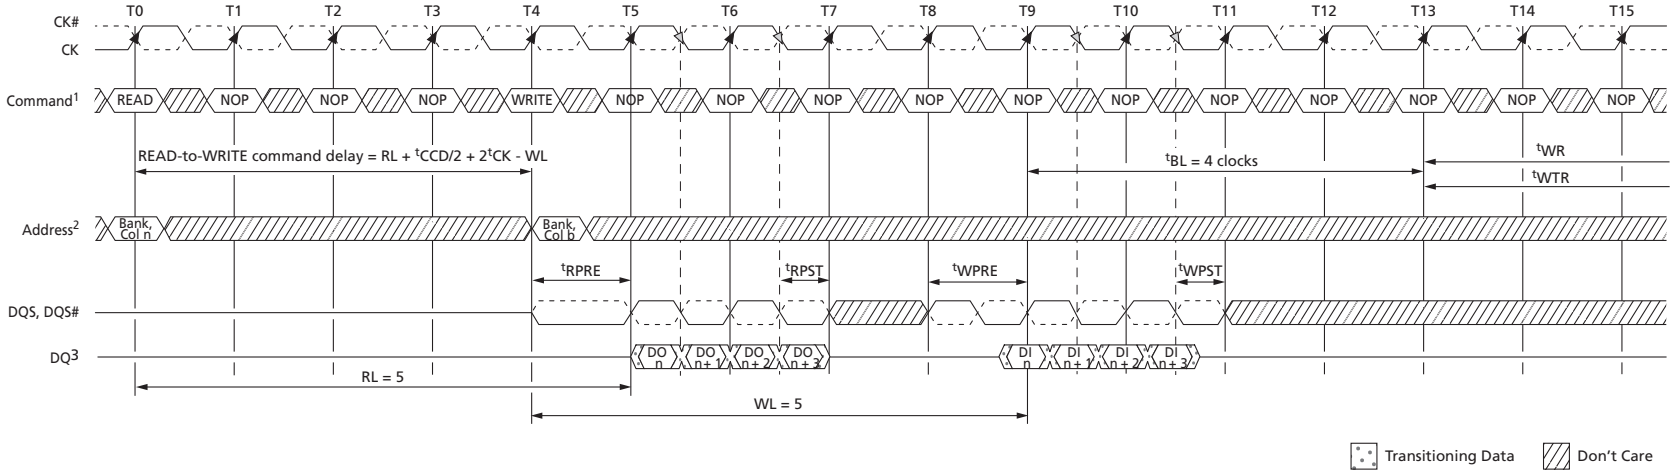 T0 T1 T2 T3 T4 T5 T6 T7 T8 T9 T10 T11 T12 T13 T14 T15
CK#
CK
Command1 READ NOP NOP NOP WRITE NOP NOP NOP NOP NOP NOP NOP NOP NOP NOP NOP
READ-to-WRITE command delay = RL + tCCD/2 + 2tCK - WL
tBL = 4 clocks
tWR
tWTR
Address2
Bank,
Col n
Bank,
Col b
tRPRE tRPST tWPRE tWPST
DQS, DQS#
DQ3
DO
n
DO
n + 1
DO
n + 2
DO
n + 3
DI
n
DI
n + 1
DI
n + 2
DI
n + 3
RL = 5
WL = 5
Transitioning Data Don't Care